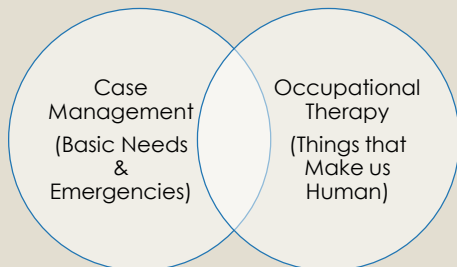 Case
Management
(Basic Needs
&
Emergencies)
Occupational
Therapy
(Things that
Make us
Human)